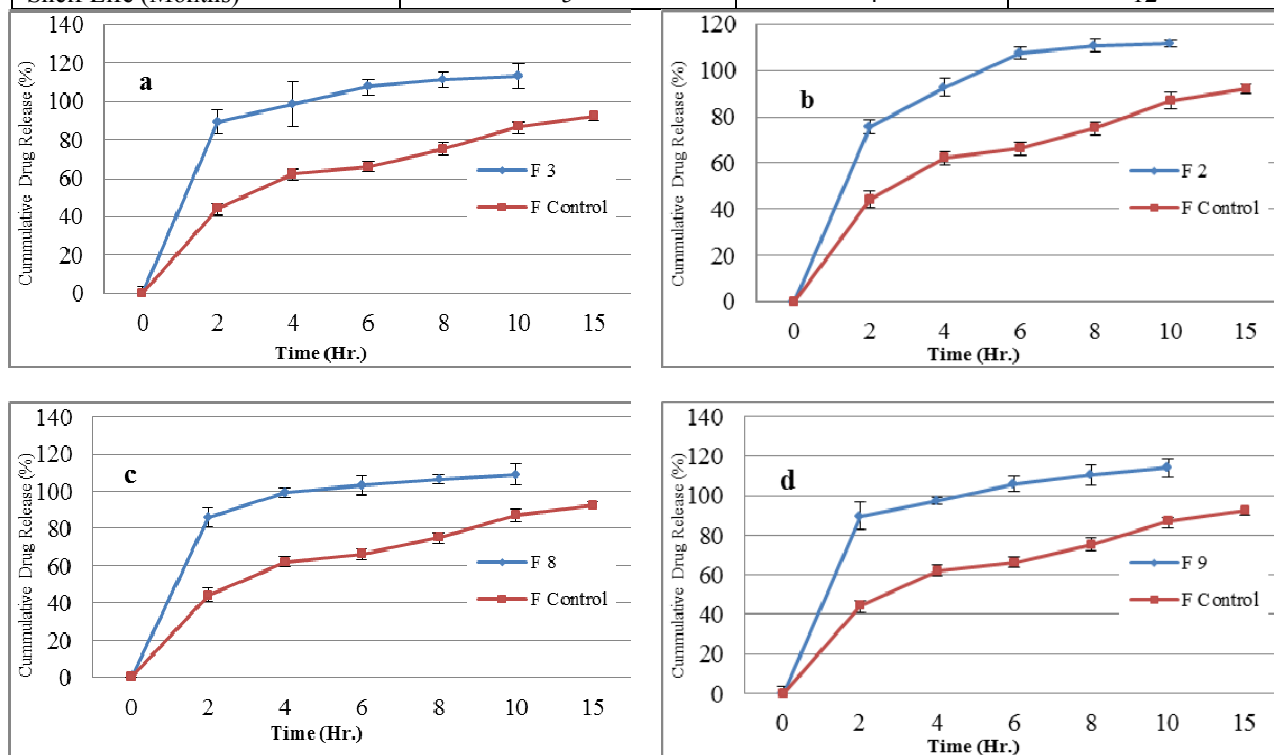 Shelf Life (Months)
12
140
120
100
80
60
40
20
0
a
F 3
F Control
0 2 4 6 8 10 15
Time (Hr.)
Cummulative Drug Release (%)
120
100
80
60
40
20
0
b
F 2
F Control
0 2 4 6 8 10 15
Time (Hr.)
Cummulative Drug Release (%)
140
120
100
80
60
40
20
0
c
F 8
F Control
0 2 4 6 8 10 15
Time (Hr.)
Cummulative Drug Release (%)
140
120
100
80
60
40
20
0
d
F 9
F Control
0 2 4 6 8 10 15
Time (Hr.)
Cummulative Drug Release (%)